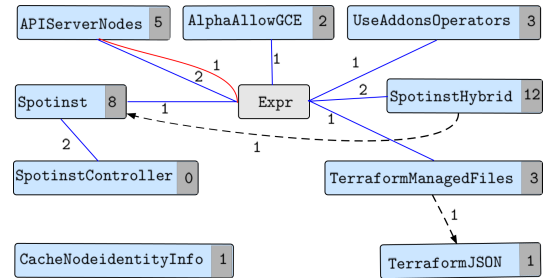 APIServerNodes 5
AlphaAllowGCE 2
UseAddonsOperators 3
1
2
1
1
Spotinst 8
1
Expr
2
SpotinstHybrid 12
1
2
1
SpotinstController 0
TerraformManagedFiles 3
1
CacheNodeidentityInfo 1
TerraformJSON 1